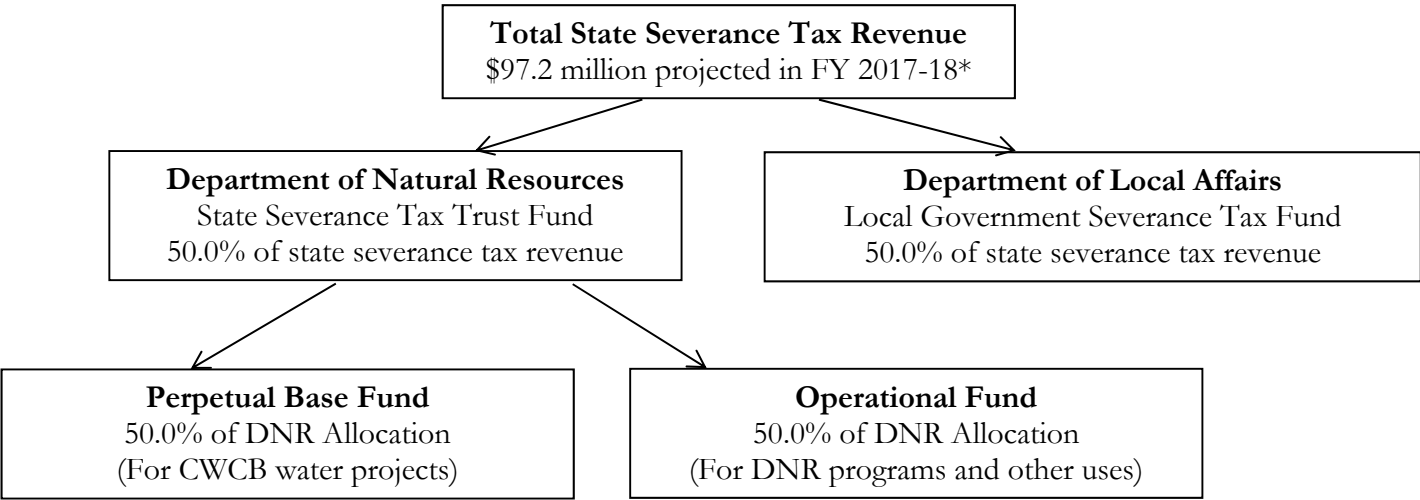 Total State Severance Tax Revenue
$97.2 million projected in FY 2017-18*
Department of Natural Resources
State Severance Tax Trust Fund
50.0% of state severance tax revenue
Department of Local Affairs
Local Government Severance Tax Fund
50.0% of state severance tax revenue
Perpetual Base Fund
50.0% of DNR Allocation
(For CWCB water projects)
Operational Fund
50.0% of DNR Allocation
(For DNR programs and other uses)